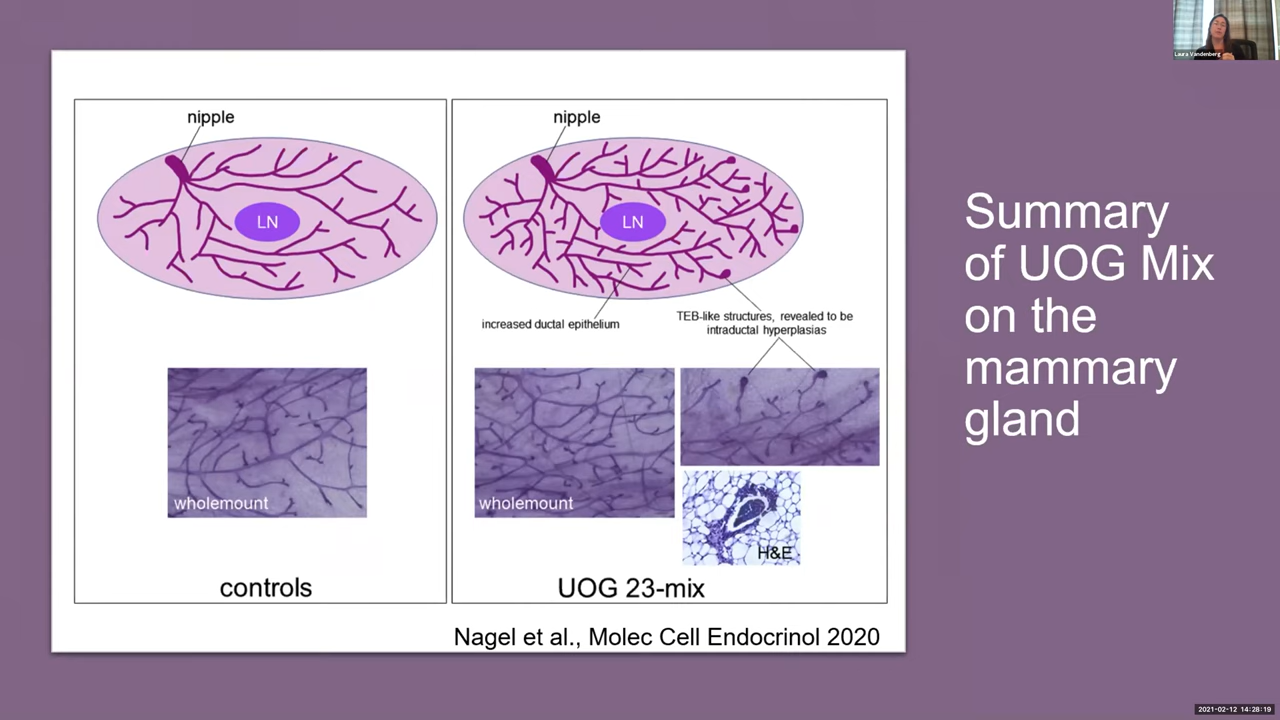 Laura Vandenberg
nipple
LN
controls
wholemount
nipple
LN
increased ductal epithelium
TEB-like structures, revealed to be
intraductal hyperplasias
wholemount
H&E
UOG 23-mix
Nagel et al., Molec Cell Endocrinol 2020
Summary
of UOG Mix
on the
mammary
gland
2021-02-12 14:28:19